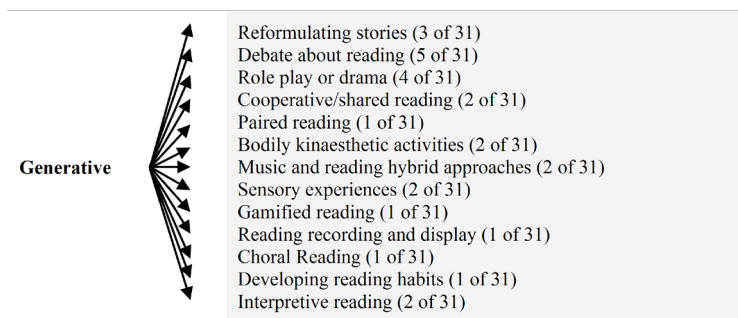 Generative
Reformulating stories (3 of 31)
Debate about reading (5 of 31)
Role play or drama (4 of 31)
Cooperative/shared reading (2 of 31)
Paired reading (1 of 31)
Bodily kinaesthetic activities (2 of 31)
Music and reading hybrid approaches (2 of 31)
Sensory experiences (2 of 31)
Gamified reading (1 of 31)
Reading recording and display (1 of 31)
Choral Reading (1 of 31)
Developing reading habits (1 of 31)
Interpretive reading (2 of 31)